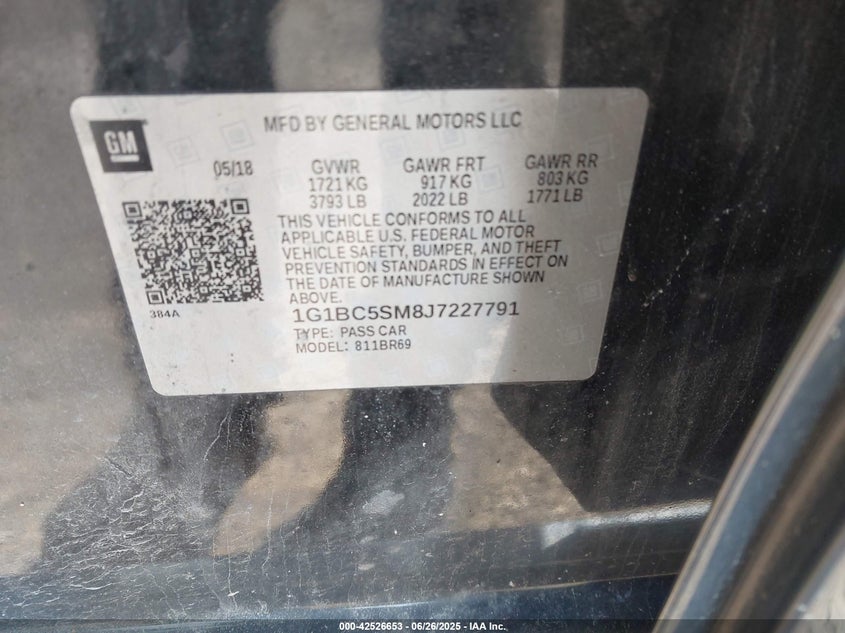 GM
MFD BY GENERAL MOTORS LLC
05/18
GVWR
1721 KG
3793 LB
GAWR FRT
917 KG
2022 LB
GAWR RR
803 KG
1771 LB
THIS VEHICLE CONFORMS TO ALL
APPLICABLE U.S. FEDERAL MOTOR
VEHICLE SAFETY, BUMPER, AND THEFT
PREVENTION STANDARDS IN EFFECT ON
THE DATE OF MANUFACTURE SHOWN
ABOVE.
384A
1G1BC5SM8J7227791
TYPE: PASS CAR
MODEL: 811BR69
000-42526653 - 06/26/2025 - IAA Inc.